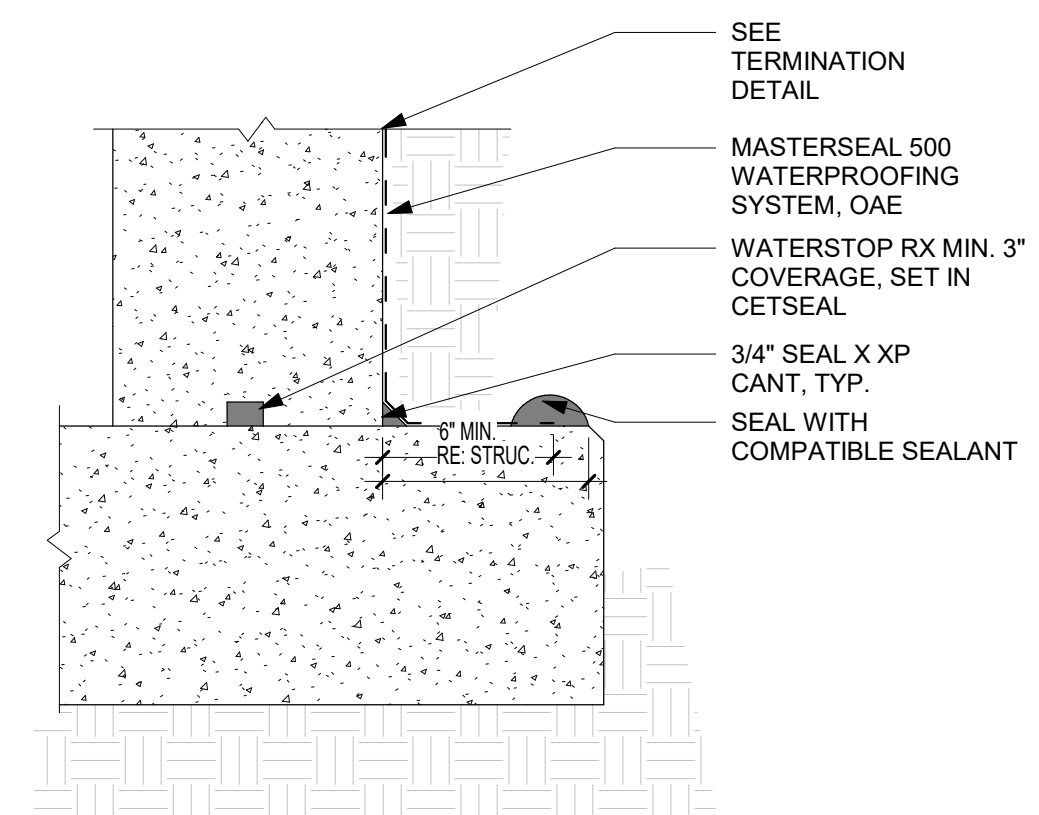 SEE
TERMINATION
DETAIL
MASTERSEAL 500
WATERPROOFING
SYSTEM, OAE
WATERSTOP RX MIN. 3"
COVERAGE, SET IN
CETSEAL
3/4" SEAL X XP
CANT, TYP.
SEAL WITH
COMPATIBLE SEALANT
6" MIN.
RE: STRUC.